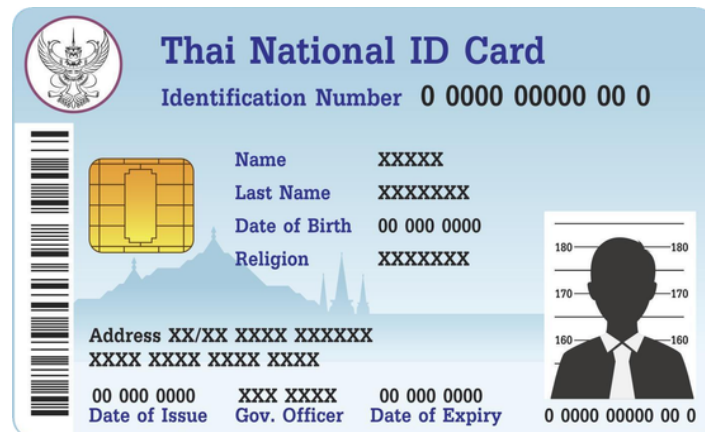 Thai National ID Card
Identification Number 0 0000 00000 00 0
Name XXXXX
Last Name XXXXXXX
Date of Birth 00 000 0000
Religion XXXXXXX
180 180
170 170
160 160
Address XX/XX XXXX XXXXXX
XXXX XXXX XXXX XXXX
00 000 0000 XXX XXXX 00 000 0000
Date of Issue Gov. Officer Date of Expiry
0 0000 00000 00 0